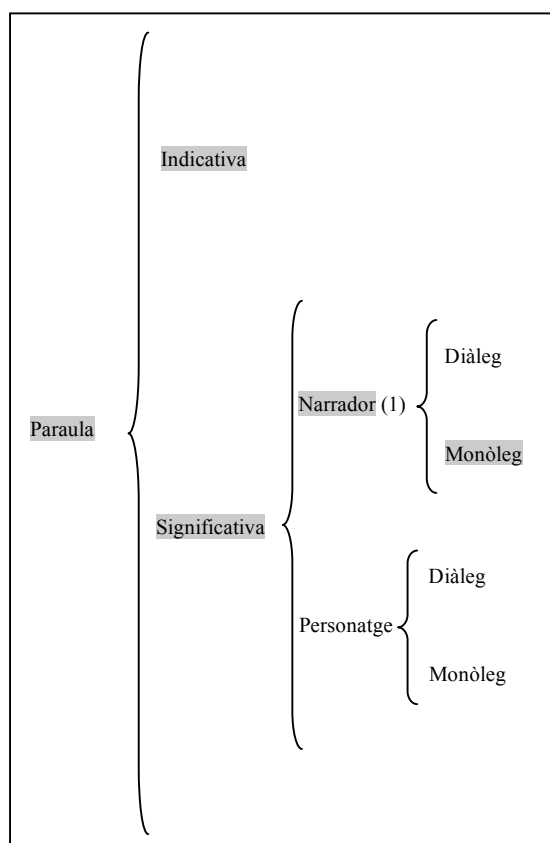 Indicativa
Paraula
Significativa
Narrador (1)
Diàleg
Monòleg
Personatge
Diàleg
Monòleg